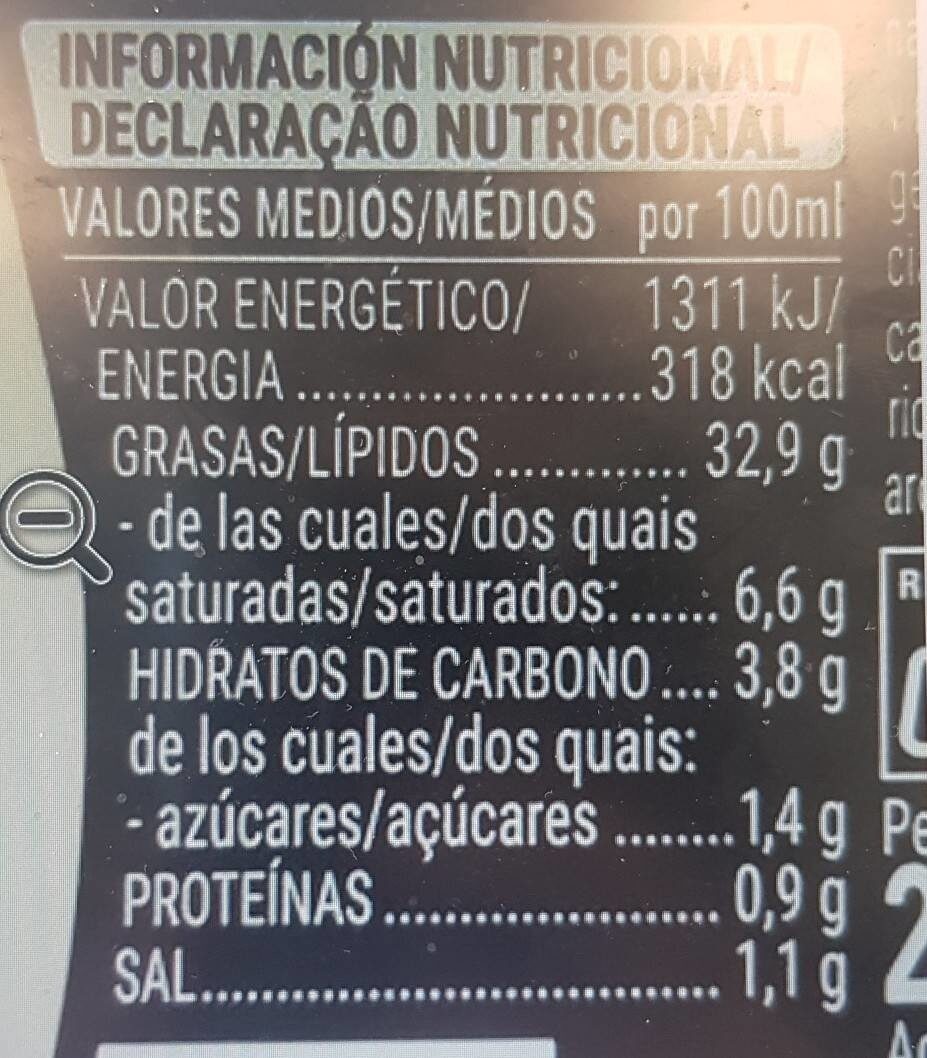 INFORMACIÓN NUTRICIONAL/
DECLARAÇÃO NUTRICIONAL
VALORES MEDIOS/MÉDIOS por 100ml
VALOR ENERGÉTICO/ 1311 kJ/
ENERGIA ........................ 318 kcal
GRASAS/LÍPIDOS ............. 32,9 g
- de las cuales/dos quais
saturadas/saturados: ...... 6,6 g
HIDRATOS DE CARBONO .... 3,8 g
de los cuales/dos quais:
- azúcares/açúcares ........ 1,4 g
PROTEÍNAS ....................... 0,9 g
SAL................................... 1,1 g